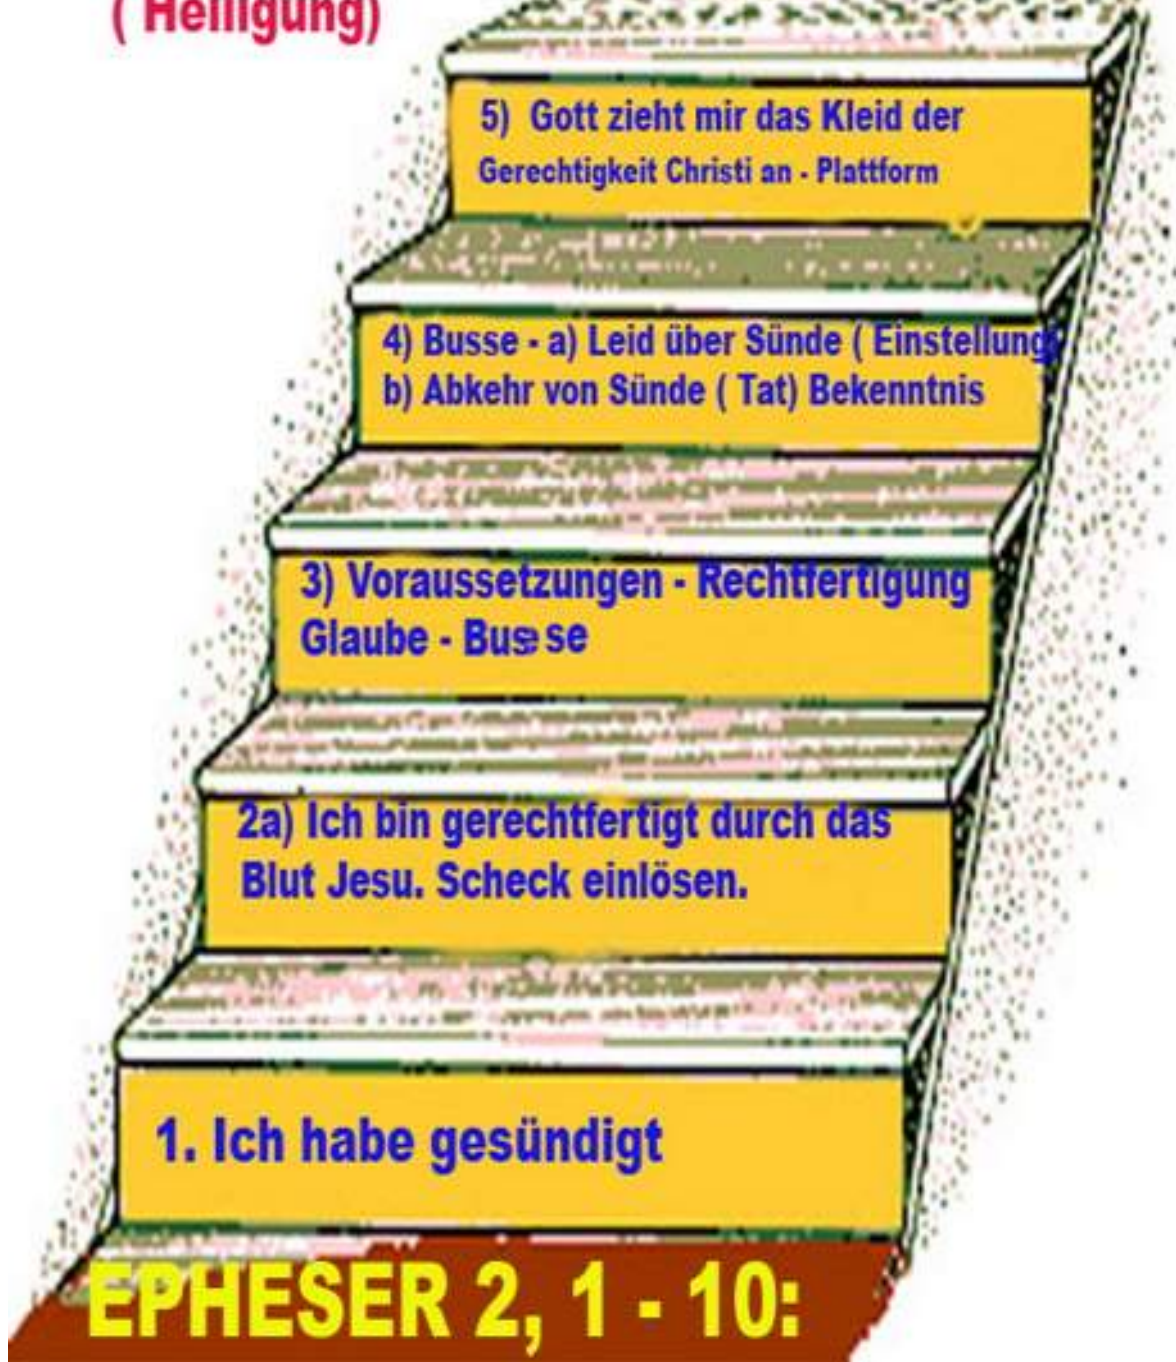 ( Heiligung)
5) Gott zieht mir das Kleid der
Gerechtigkeit Christi an - Plattform
4) Busse - a) Leid über Sünde ( Einstellung)
b) Abkehr von Sünde ( Tat) Bekenntnis
3) Voraussetzungen - Rechtfertigung
Glaube - Busse
2a) Ich bin gerechtfertigt durch das
Blut Jesu. Scheck einlösen.
1. Ich habe gesündigt
EPHESER 2, 1 - 10: